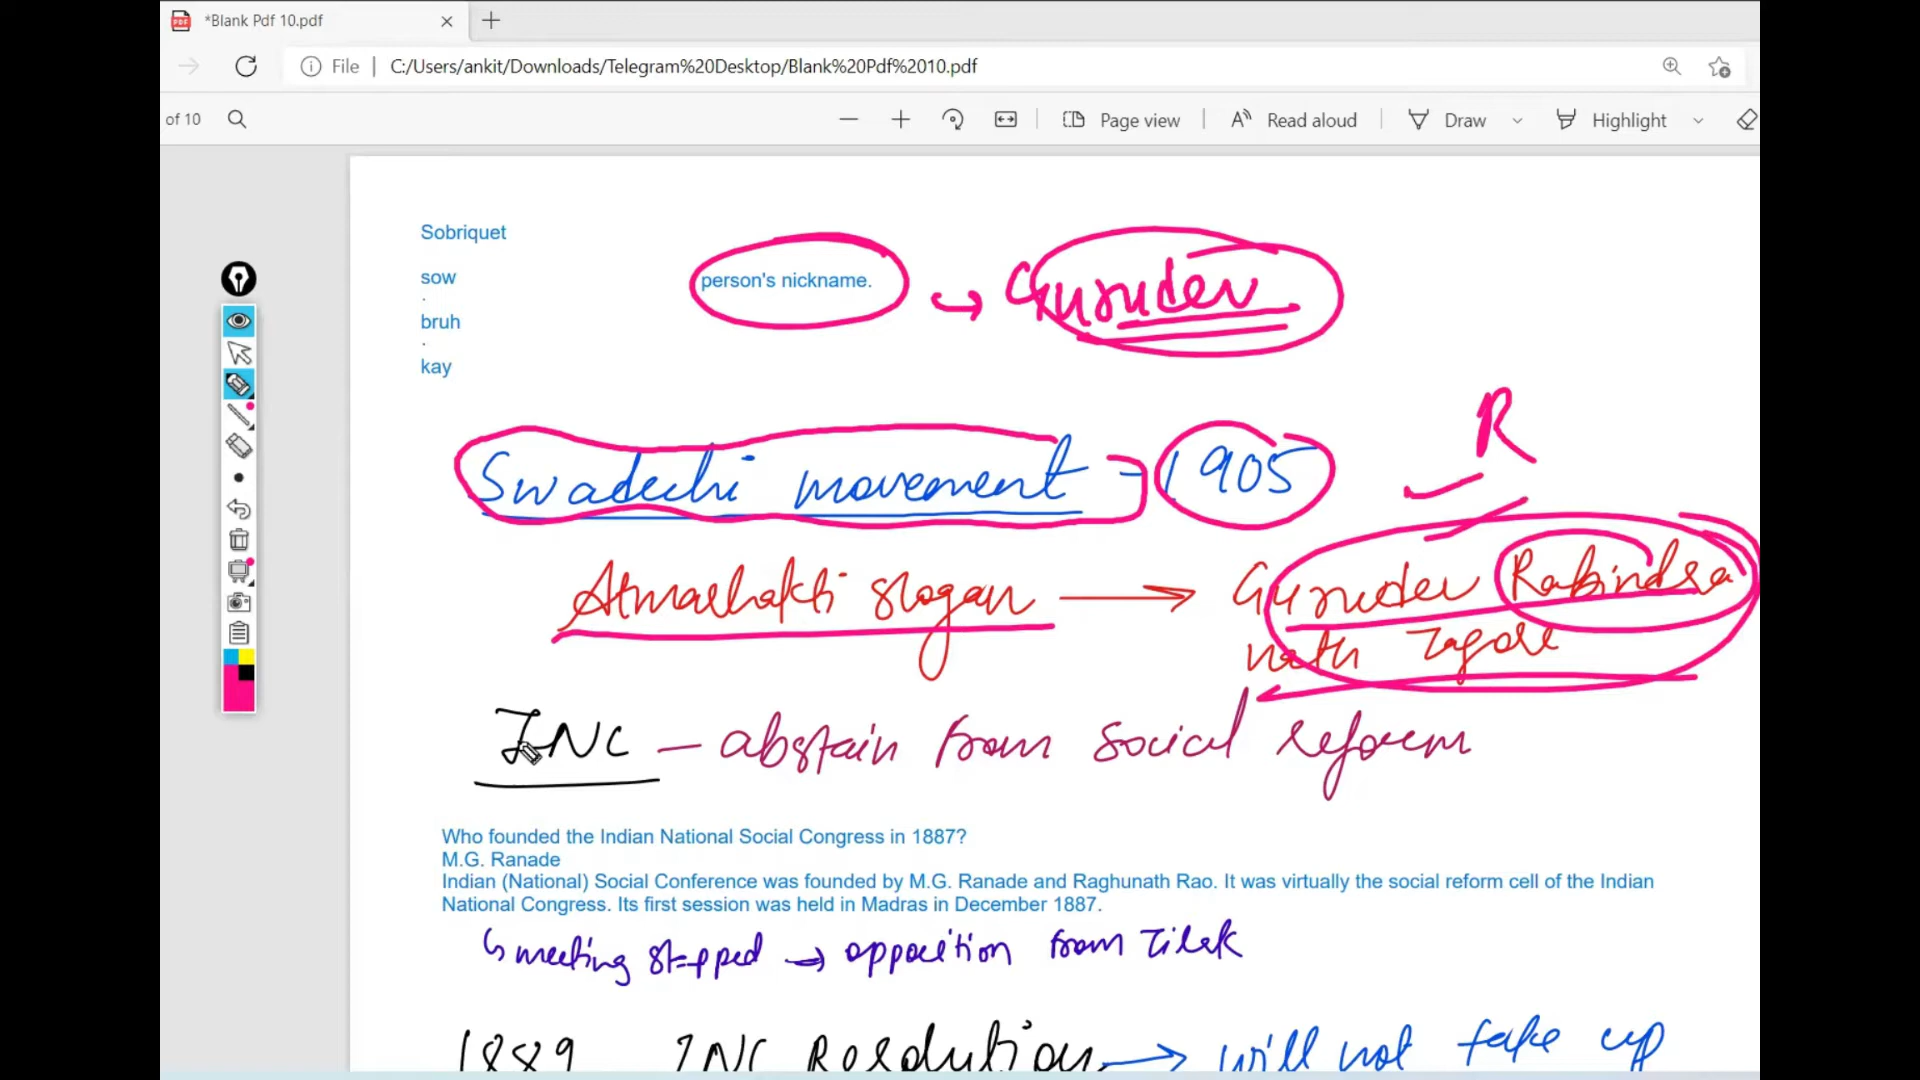 *Blank Pdf 10.pdf
File | C:/Users/ankit/Downloads/Telegram%20Desktop/Blank%20Pdf%2010.pdf
of 10
Page view
Read aloud
Draw
Highlight
Sobriquet
person's nickname. Gurudev
sow
bruh
kay
R
Swadeshi movement - 1905
Atmashakti slogan → Gurudev Rabindra
nath Tagore
INC - abstain from social reform
Who founded the Indian National Social Congress in 1887?
M.G. Ranade
Indian (National) Social Conference was founded by M.G. Ranade and Raghunath Rao. It was virtually the social reform cell of the Indian
National Congress. Its first session was held in Madras in December 1887.
meeting stopped → opposition from Tilak
1889 INC Resolution → will not take up